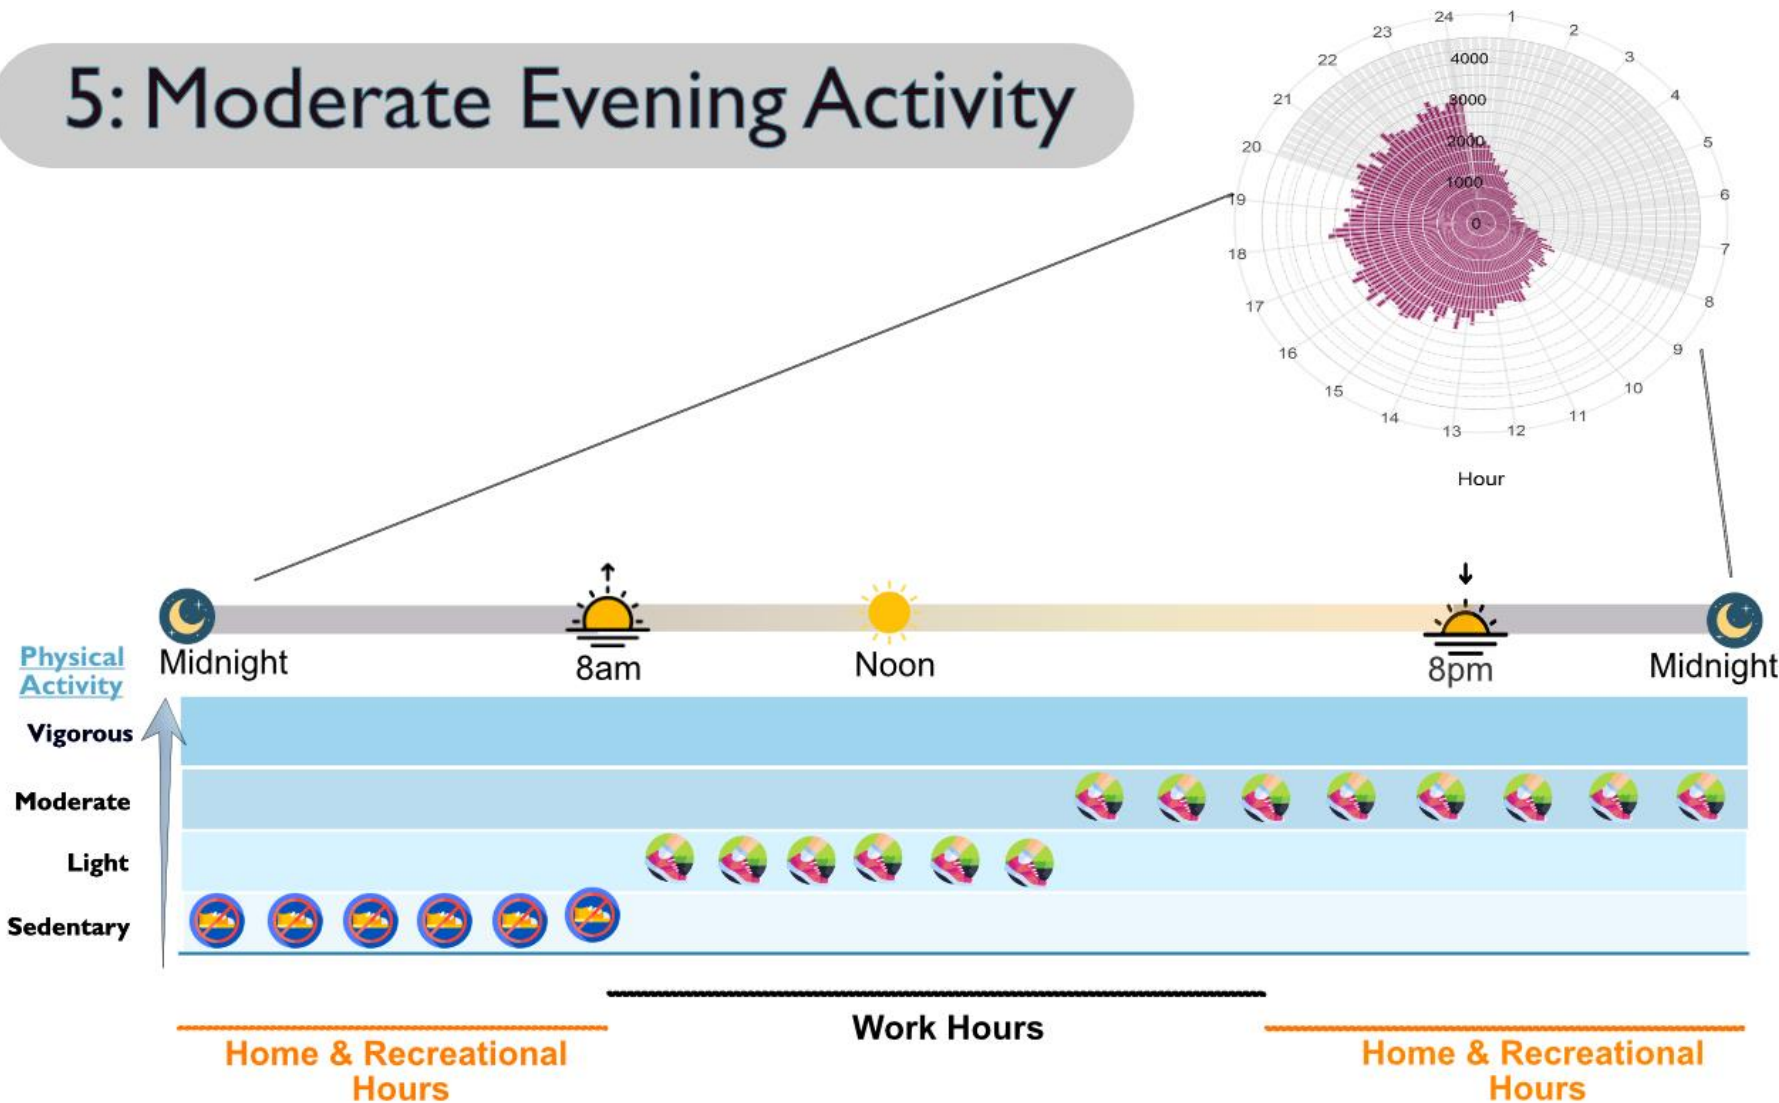 5: Moderate Evening Activity
24
1
2
3
4
5
6
7
8
9
10
11
12
13
14
15
16
17
18
19
20
21
22
23
4000
3000
2000
1000
0
Hour
Midnight
8am
Noon
8pm
Midnight
Physical
Activity
Vigorous
Moderate
Light
Sedentary
Work Hours
Home & Recreational
Hours
Home & Recreational
Hours